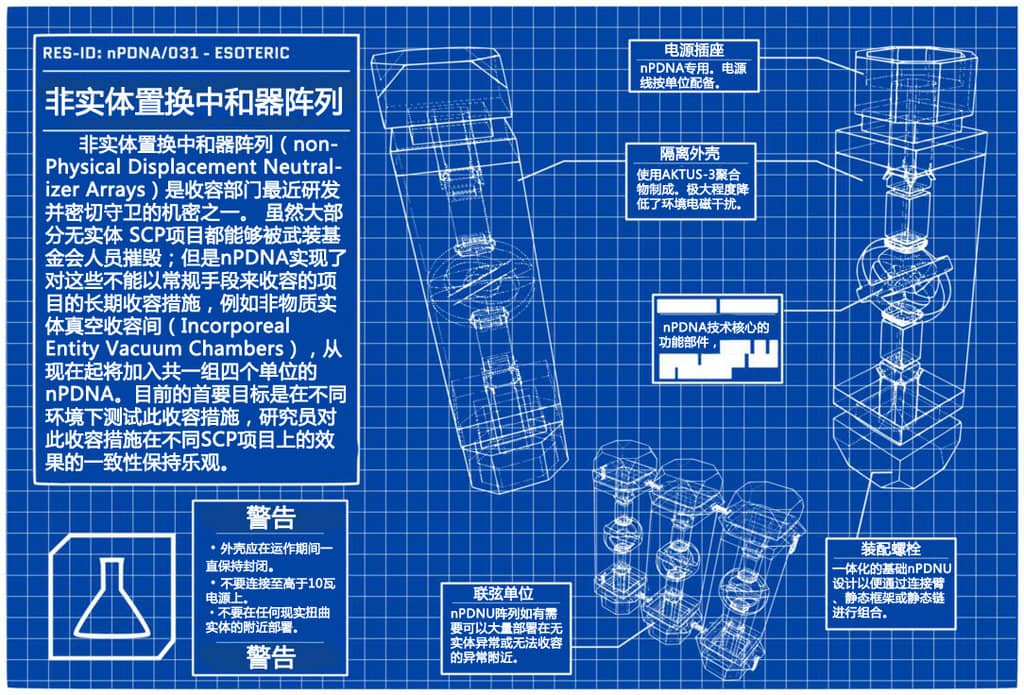 RES-ID: nPDNA/031 - ESOTERIC
非实体置换中和器阵列
非实体置换中和器阵列（non-
Physical Displacement Neutral-
izer Arrays）是收容部门最近研发
并密切守卫的机密之一。 虽然大部
分无实体 SCP项目都能够被武装基
金会人员摧毁；但是nPDNA实现了
对这些不能以常规手段来收容的项
目的长期收容措施，例如非物质实
体真空收容间（Incorporeal
Entity Vacuum Chambers），从
现在起将加入共一组四个单位的
nPDNA。目前的首要目标是在不同
环境下测试此收容措施，研究员对
此收容措施在不同SCP项目上的效
果的一致性保持乐观。
警告
·外壳应在运作期间一
直保持封闭。
·不要连接至高于10瓦
电源上。
·不要在任何现实扭曲
实体的附近部署。
警告
电源插座
nPDNA专用。电源
线按单位配备。
隔离外壳
使用AKTUS-3聚合
物制成。极大程度降
低了环境电磁干扰。
nPDNA技术核心的
功能部件，
联弦单位
nPDNU阵列如有需
要可以大量部署在无
实体异常或无法收容
的异常附近。
装配螺栓
一体化的基础nPDNU
设计以便通过连接臂
、静态框架或静态链
进行组合。